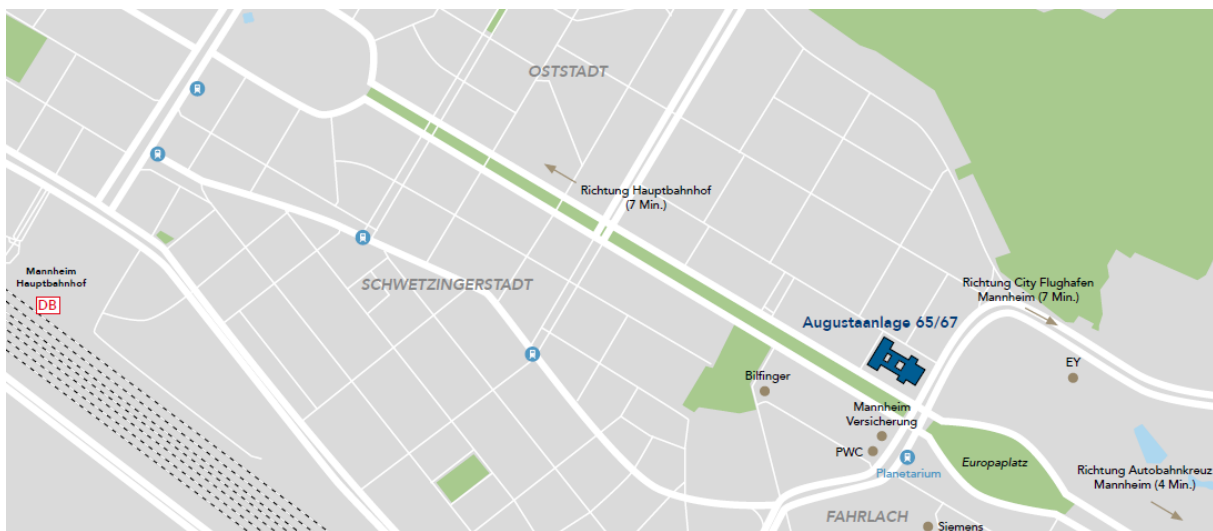 OSTSTADT
Richtung Hauptbahnhof
(7 Min.)
Mannheim
Hauptbahnhof
DB
SCHWETZINGERSTADT
Richtung City Flughafen
Mannheim (7 Min.)
Augustaanlage 65/67
EY
Bilfinger
Mannheim
Versicherung
PWC
Planetarium
Europaplatz
Richtung Autobahnkreuz
Mannheim (4 Min.)
FAHRLACH
Siemens